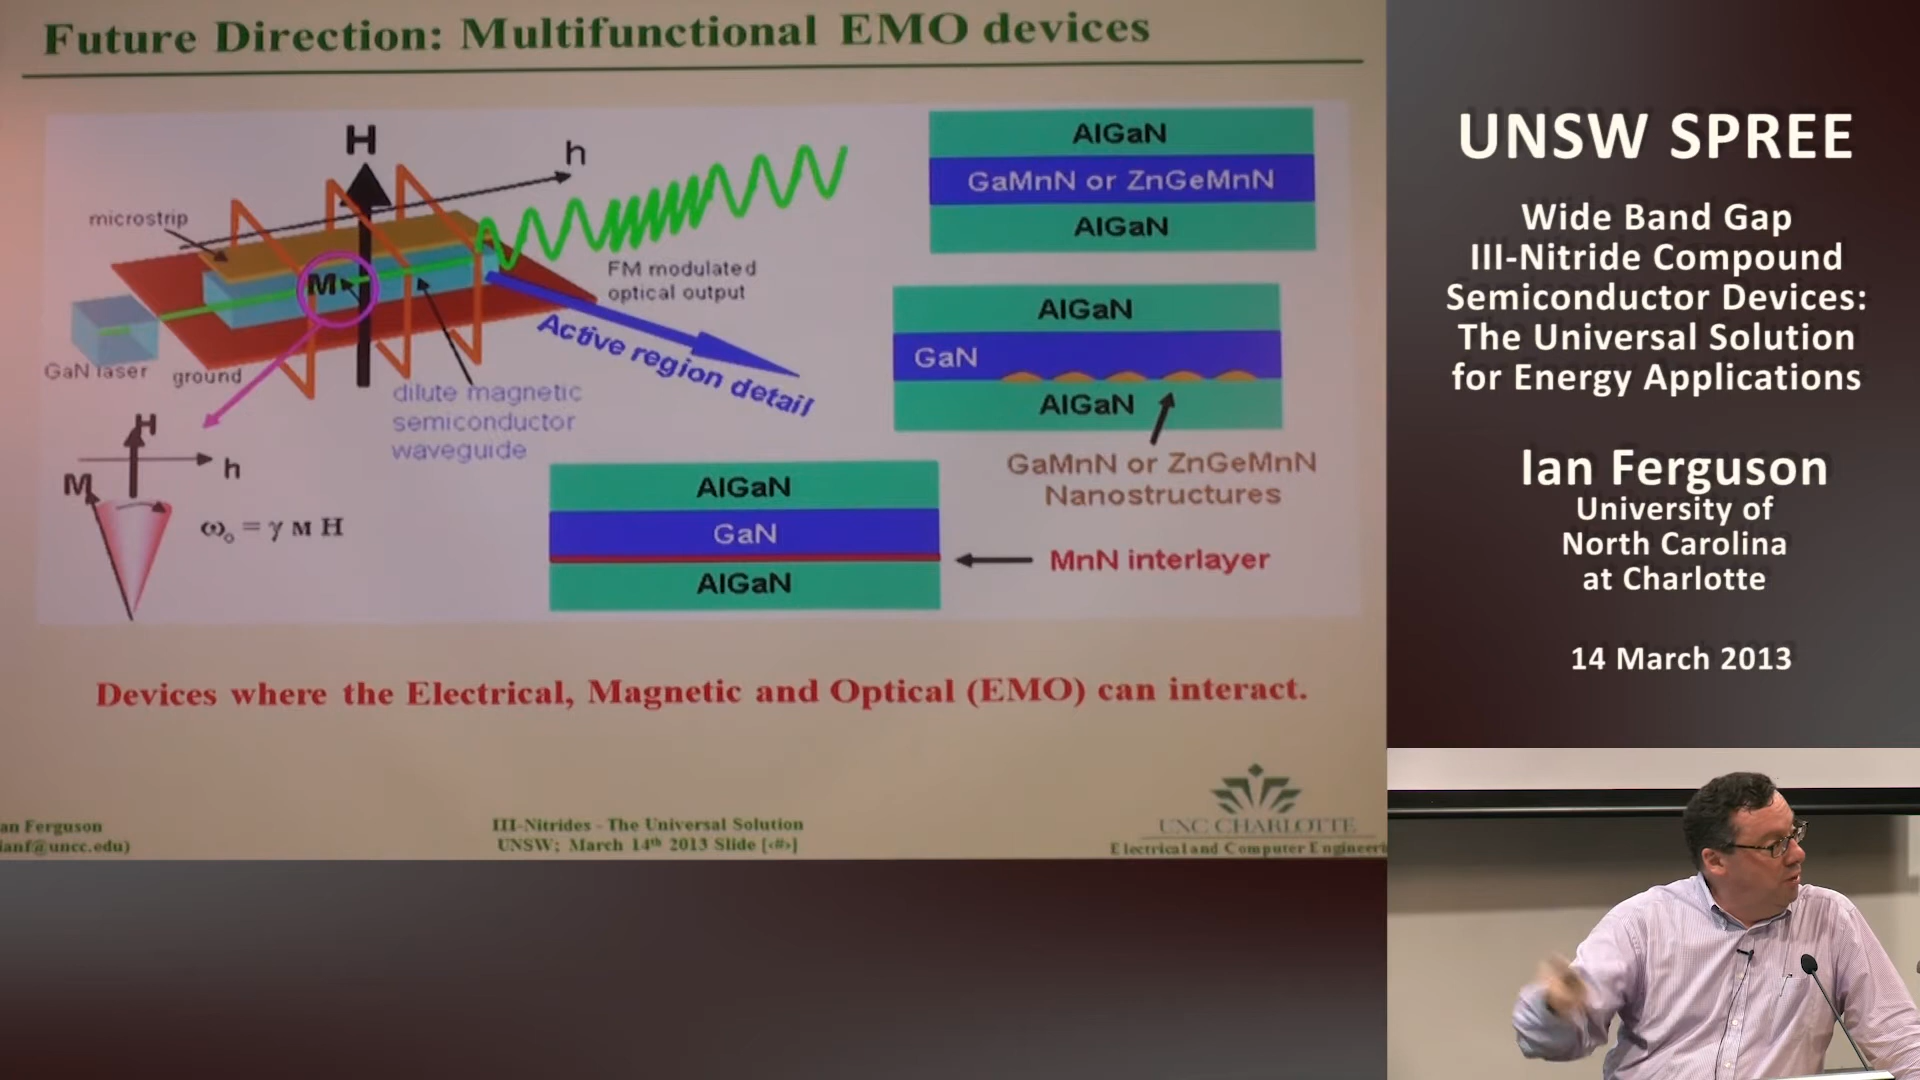 Future Direction: Multifunctional EMO devices
H
h
microstrip
M
FM modulated
optical output
GaN laser
ground
Active region detail
dilute magnetic
semiconductor
waveguide
H
h
M
ω₀ = γ M H
AlGaN
GaMnN or ZnGeMnN
AlGaN
AlGaN
GaN
AlGaN
GaMnN or ZnGeMnN
Nanostructures
AlGaN
GaN
MnN interlayer
AlGaN
Devices where the Electrical, Magnetic and Optical (EMO) can interact.
an Ferguson
ianf@uncc.edu)
III-Nitrides - The Universal Solution
UNSW; March 14th 2013 Slide [‹#›]
UNC CHARLOTTE
Electrical and Computer Engineeri
UNSW SPREE
Wide Band Gap
III-Nitride Compound
Semiconductor Devices:
The Universal Solution
for Energy Applications
Ian Ferguson
University of
North Carolina
at Charlotte
14 March 2013